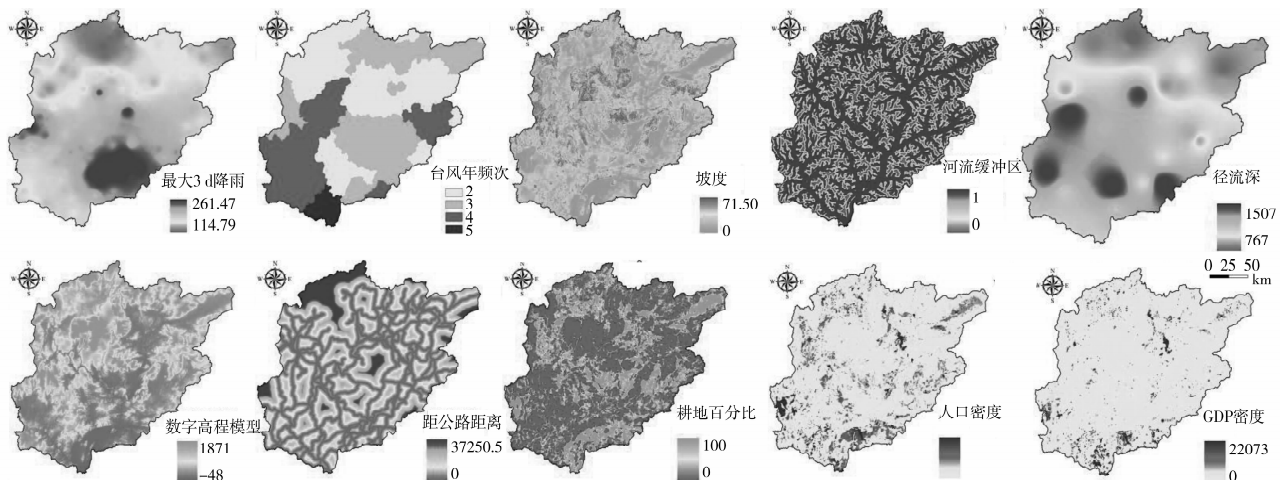 N
W E
S
最大3 d降雨
261.47
114.79
N
W E
S
台风年频次
2
3
4
5
N
W E
S
坡度
71.50
0
N
W E
S
河流缓冲区
1
0
N
W E
S
径流深
1507
767
0 25 50
km
N
W E
S
数字高程模型
1871
-48
N
W E
S
距公路距离
37250.5
0
N
W E
S
耕地百分比
100
0
N
W E
S
人口密度
N
W E
S
GDP密度
22073
0